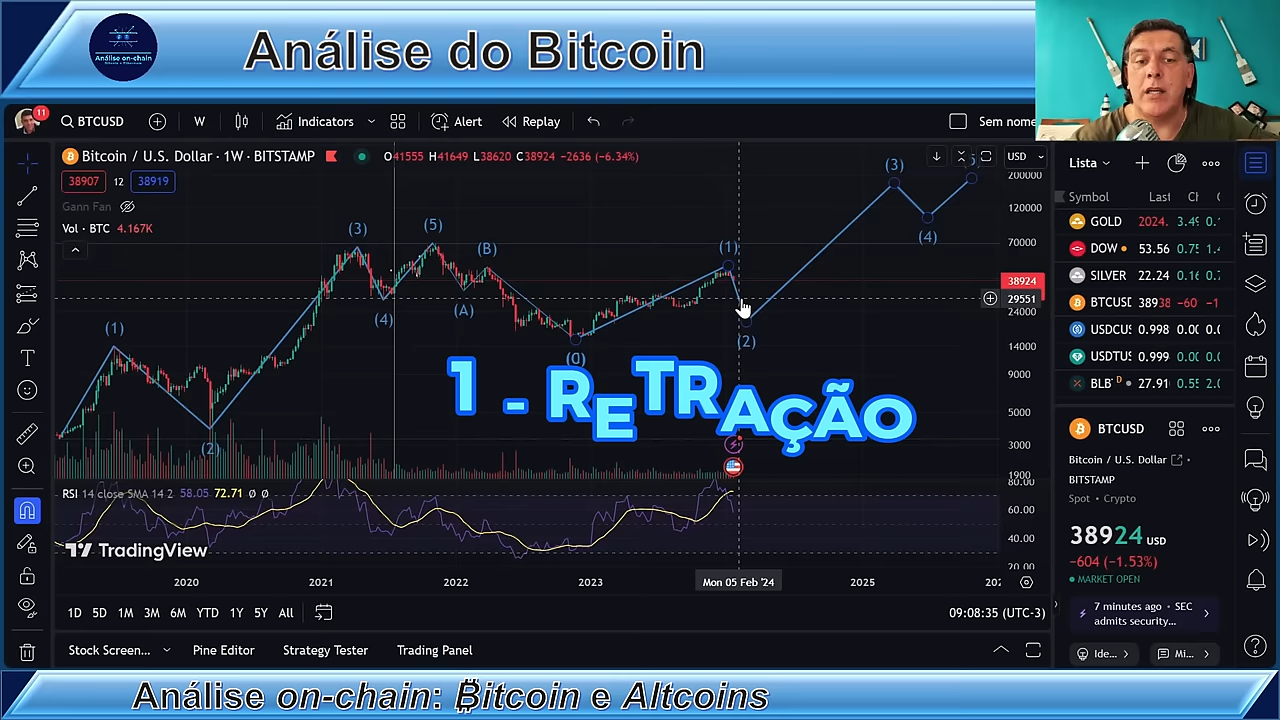 Análise on-chain
Bitcoin e Ethereum
Análise do Bitcoin
11
BTCUSD
W
Indicators
Alert
Replay
Sem nome
Bitcoin / U.S. Dollar · 1W · BITSTAMP
O41555 H41649 L38620 C38924 −2636 (−6.34%)
USD
38907
12
38919
Gann Fan
Vol · BTC 4.167K
(1)
(2)
(3)
(4)
(5)
(A)
(B)
(0)
(1)
(2)
(3)
(4)
200000
120000
70000
38924
29551
24000
14000
9000
5000
3000
1900
1 - RETRAÇÃO
RSI 14 close SMA 14 2 58.05 72.71 ø ø
80.00
60.00
40.00
20.00
TradingView
2020
2021
2022
2023
Mon 05 Feb '24
2025
1D 5D 1M 3M 6M YTD 1Y 5Y All
09:08:35 (UTC-3)
Stock Screen...
Pine Editor
Strategy Tester
Trading Panel
Lista
Symbol Last
GOLD 2024.
DOW 53.56
SILVER 22.24
BTCUSD
USDCUS 0.998
USDTUS 0.999
BLB D 27.91
BTCUSD
Bitcoin / U.S. Dollar
BITSTAMP
Spot • Crypto
38924 USD
−604 (−1.53%)
MARKET OPEN
7 minutes ago • SEC
admits security...
Ide...
Mi...
Análise on-chain: ₿itcoin e Altcoins